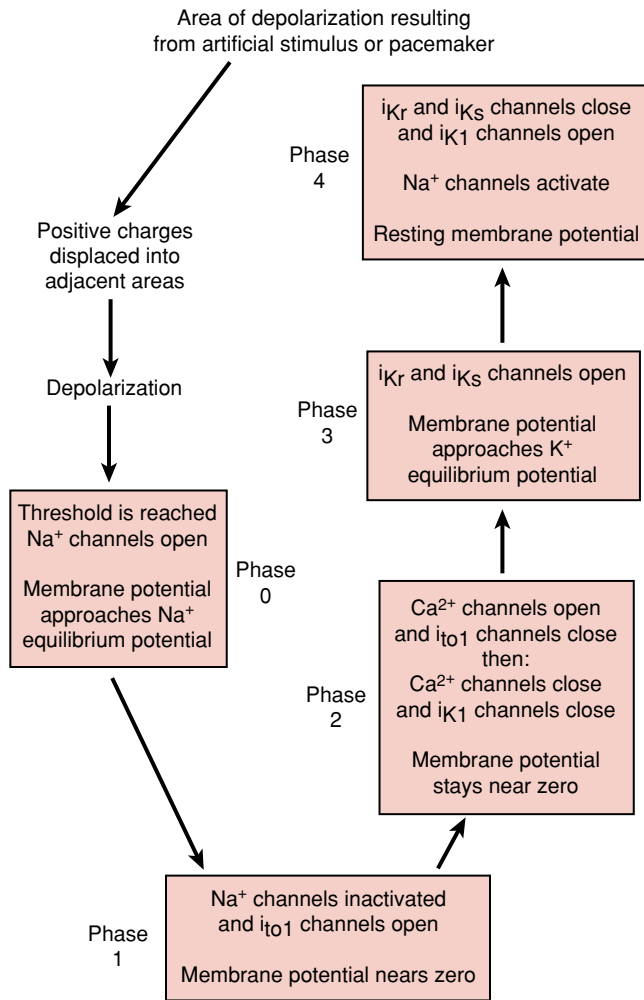 Area of depolarization resulting
from artificial stimulus or pacemaker
Positive charges
displaced into
adjacent areas
Depolarization
Threshold is reached
Na⁺ channels open
Membrane potential
approaches Na⁺
equilibrium potential
Phase
0
Na⁺ channels inactivated
and ito1 channels open
Membrane potential nears zero
Phase
1
Ca²⁺ channels open
and ito1 channels close
then:
Ca²⁺ channels close
and iK1 channels close
Membrane potential
stays near zero
Phase
2
iKr and iKs channels open
Membrane potential
approaches K⁺
equilibrium potential
Phase
3
iKr and iKs channels close
and iK1 channels open
Na⁺ channels activate
Resting membrane potential
Phase
4